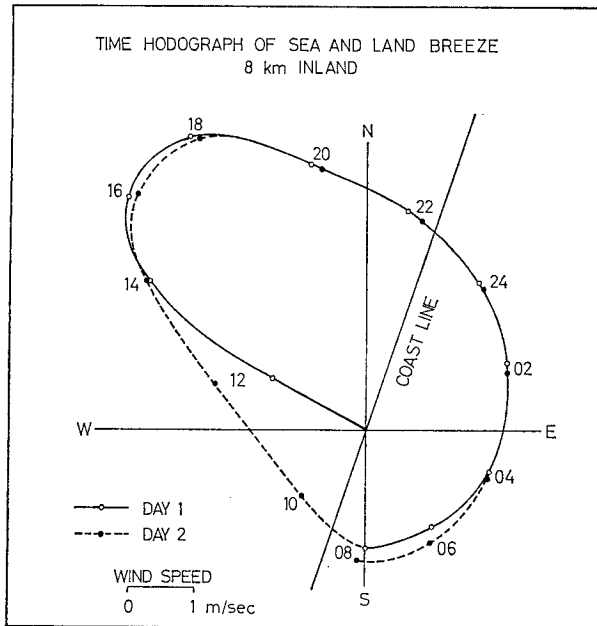 TIME HODOGRAPH OF SEA AND LAND BREEZE
8 km INLAND
18
N
20
16
22
14
24
COAST LINE
12
02
W
E
04
10
DAY 1
DAY 2
08
06
WIND SPEED
S
0 1 m/sec